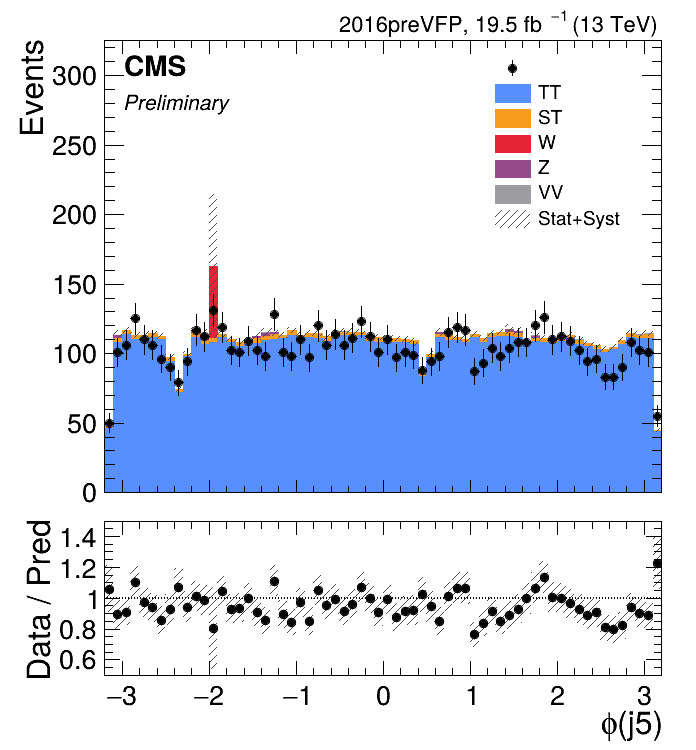 2016preVFP, 19.5 fb⁻¹ (13 TeV)
CMS
Preliminary
Events
300
250
200
150
100
50
0
TT
ST
W
Z
VV
Stat+Syst
Data / Pred
1.4
1.2
1
0.8
0.6
−3 −2 −1 0 1 2 3
ϕ(j5)